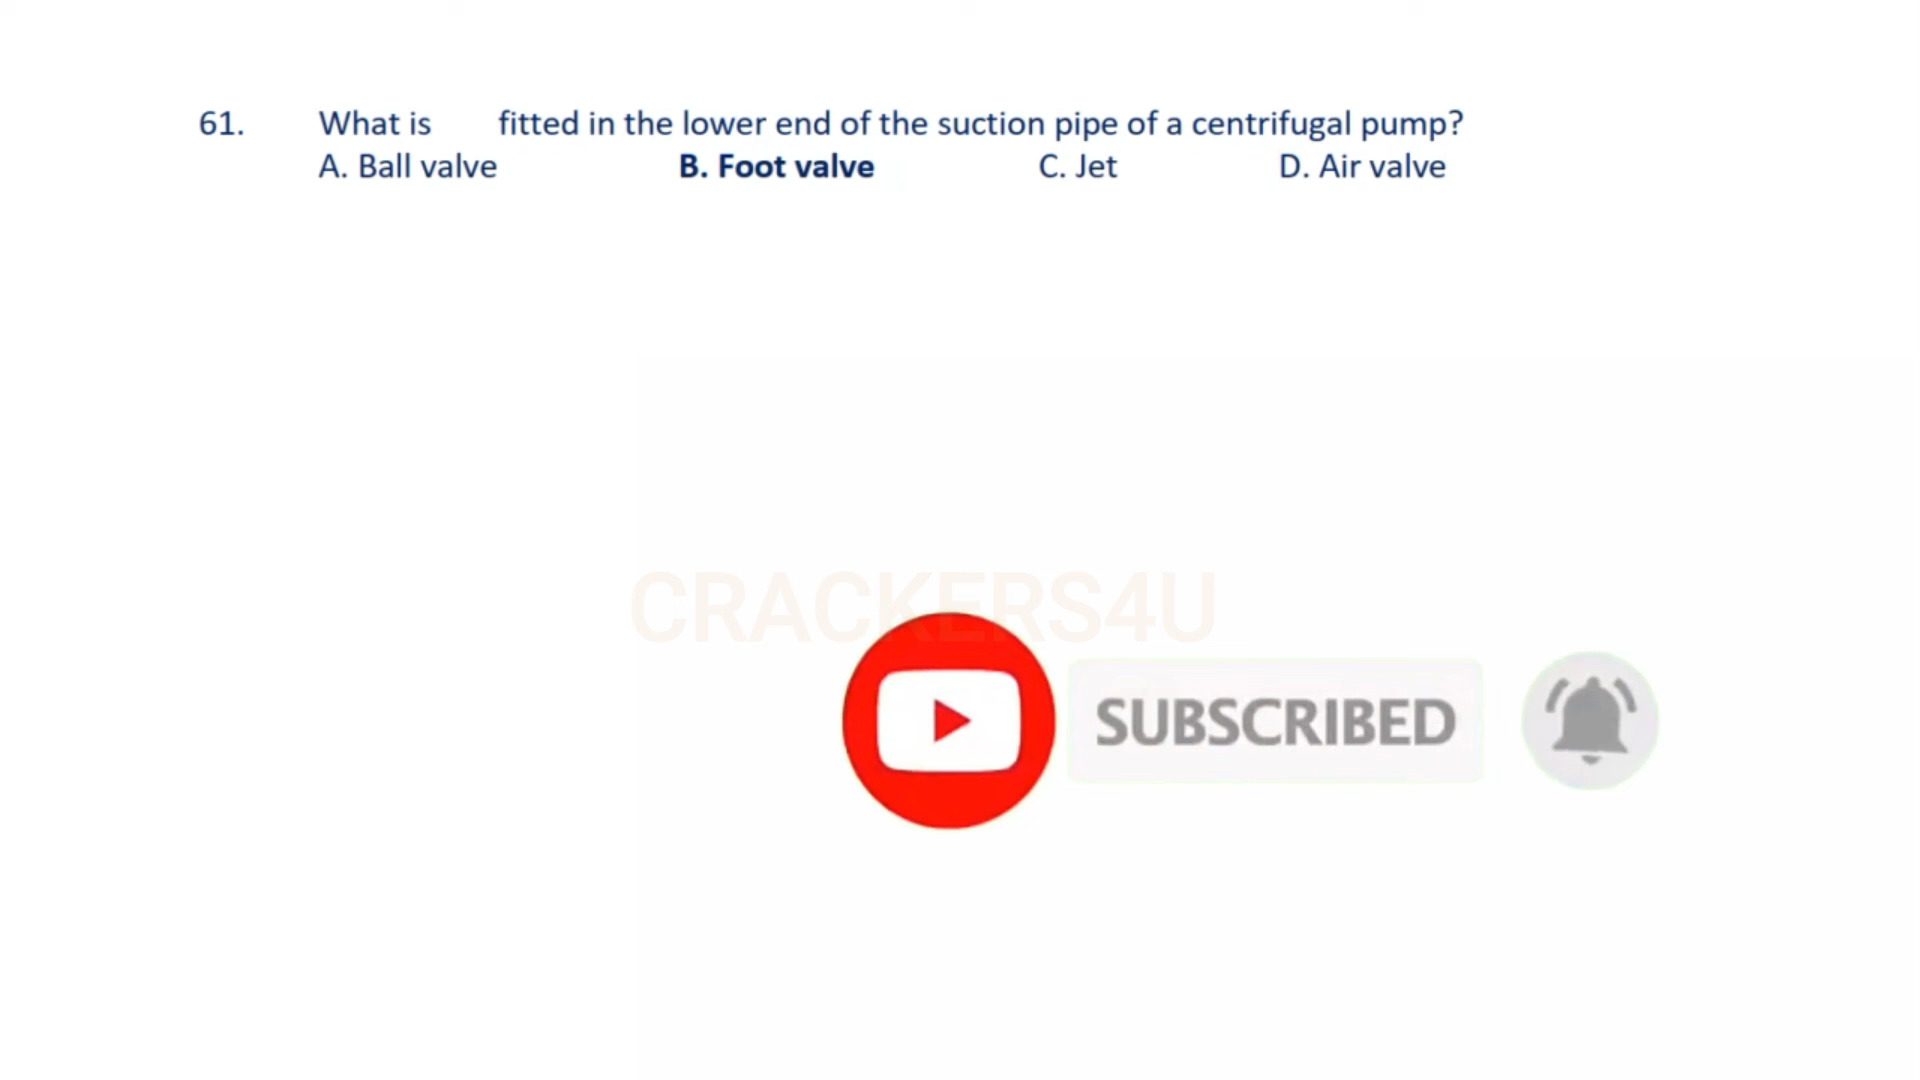 61. What is fitted in the lower end of the suction pipe of a centrifugal pump?
A. Ball valve B. Foot valve C. Jet D. Air valve
CRACKERS4U
SUBSCRIBED